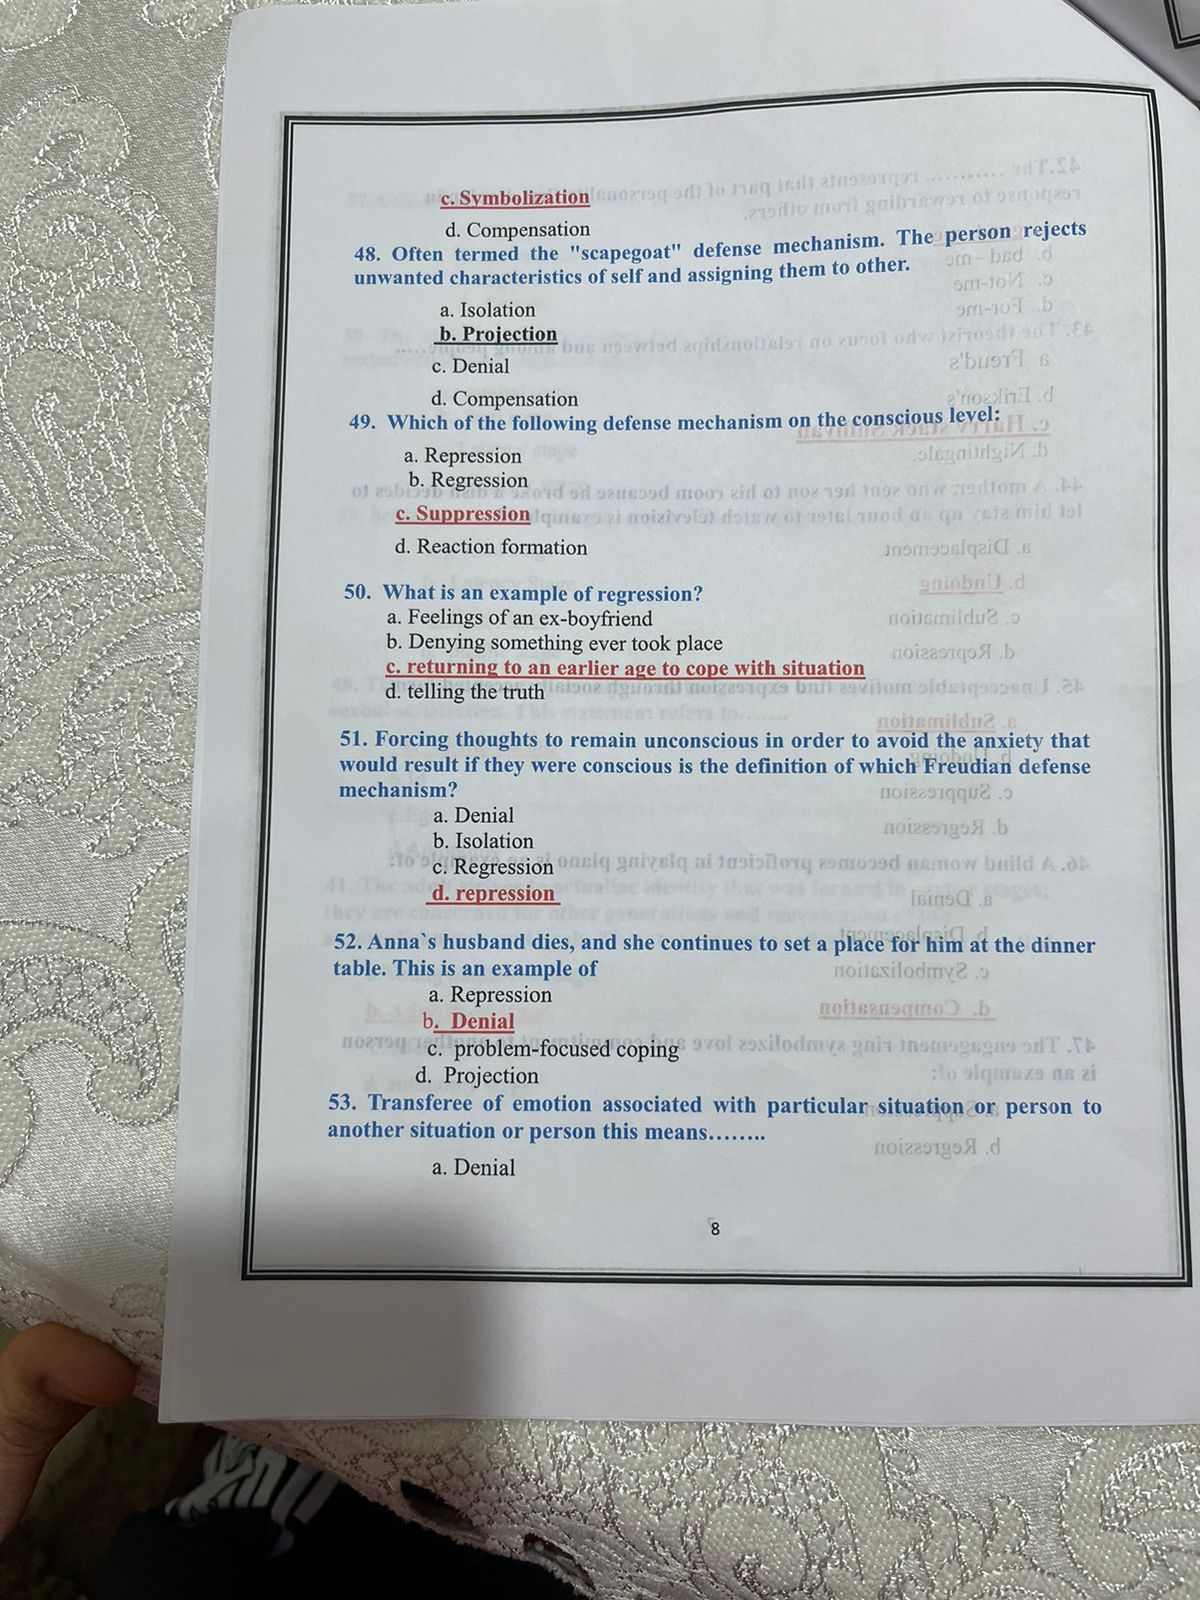 c. Symbolization
d. Compensation
48. Often termed the "scapegoat" defense mechanism. The person rejects
unwanted characteristics of self and assigning them to other.
a. Isolation
b. Projection
c. Denial
d. Compensation
49. Which of the following defense mechanism on the conscious level:
a. Repression
b. Regression
c. Suppression
d. Reaction formation
50. What is an example of regression?
a. Feelings of an ex-boyfriend
b. Denying something ever took place
c. returning to an earlier age to cope with situation
d. telling the truth
51. Forcing thoughts to remain unconscious in order to avoid the anxiety that
would result if they were conscious is the definition of which Freudian defense
mechanism?
a. Denial
b. Isolation
c. Regression
d. repression
52. Anna`s husband dies, and she continues to set a place for him at the dinner
table. This is an example of
a. Repression
b. Denial
c. problem-focused coping
d. Projection
53. Transferee of emotion associated with particular situation or person to
another situation or person this means……..
a. Denial
8